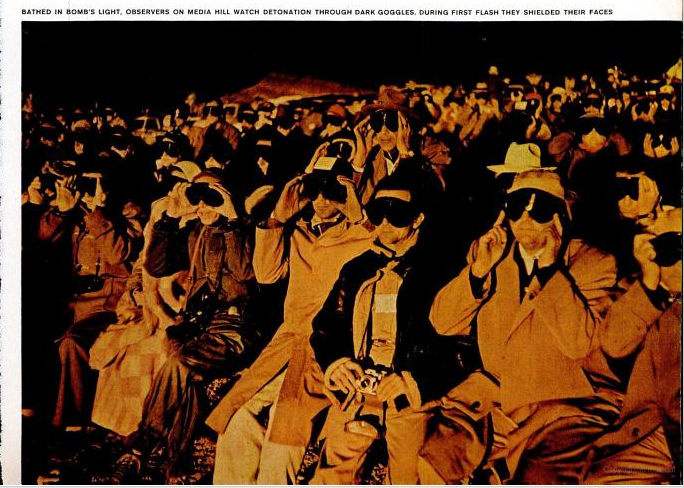 BATHED IN BOMB'S LIGHT, OBSERVERS ON MEDIA HILL WATCH DETONATION THROUGH DARK GOGGLES. DURING FIRST FLASH THEY SHIELDED THEIR FACES